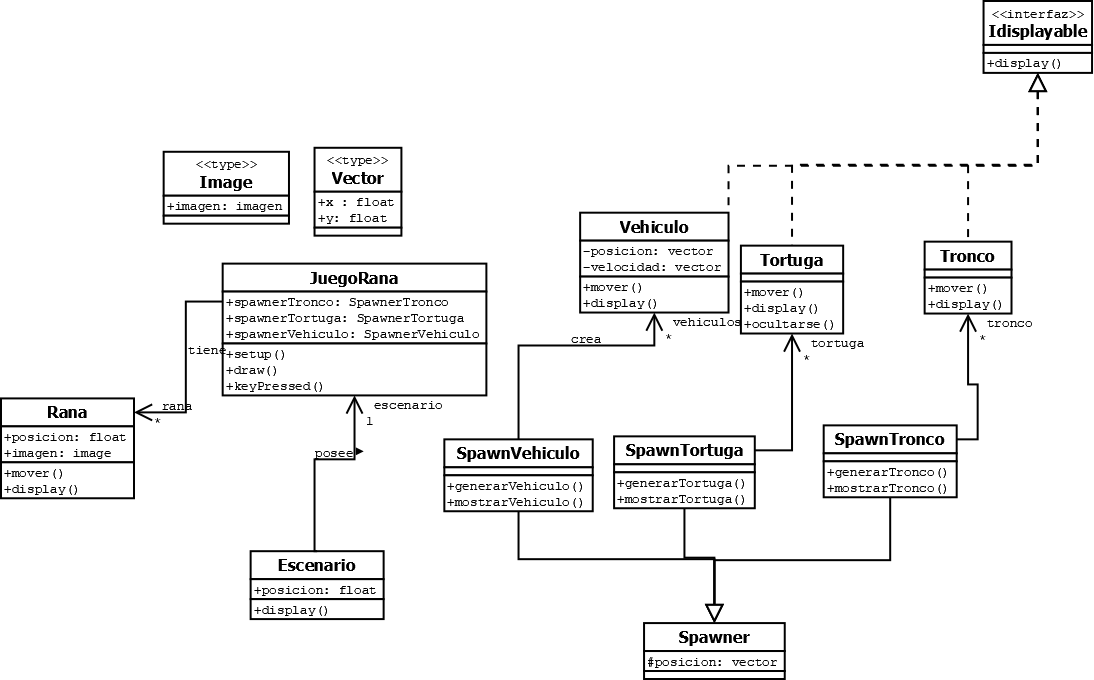 <<interfaz>>
Idisplayable
+display()
<<type>>
Image
+imagen: imagen
<<type>>
Vector
+x : float
+y: float
Vehiculo
-posicion: vector
-velocidad: vector
+mover()
+display()
Tortuga
+mover()
+display()
+ocultarse()
Tronco
+mover()
+display()
JuegoRana
+spawnerTronco: SpawnerTronco
+spawnerTortuga: SpawnerTortuga
+spawnerVehiculo: SpawnerVehiculo
+setup()
+draw()
+keyPressed()
tiene
rana
*
crea
vehiculos
*
tortuga
*
tronco
*
Rana
+posicion: float
+imagen: image
+mover()
+display()
escenario
1
posee
SpawnVehiculo
+generarVehiculo()
+mostrarVehiculo()
SpawnTortuga
+generarTortuga()
+mostrarTortuga()
SpawnTronco
+generarTronco()
+mostrarTronco()
Escenario
+posicion: float
+display()
Spawner
#posicion: vector